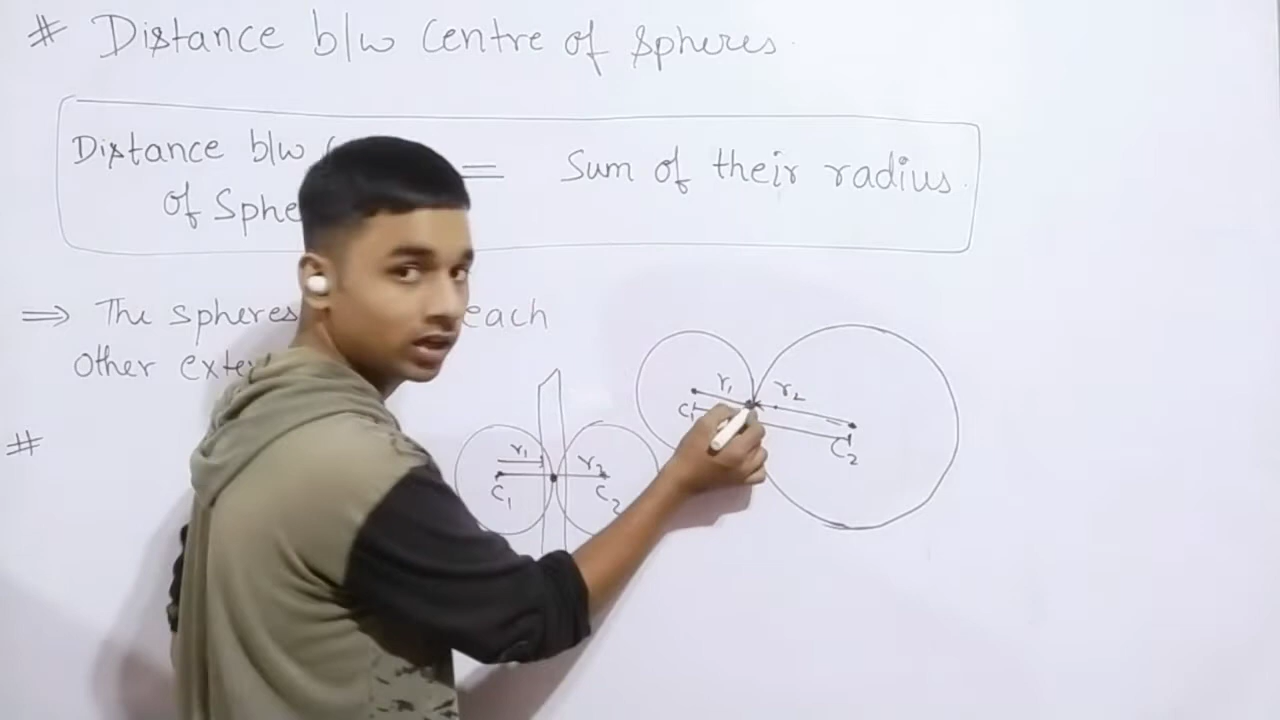 # Distance b/w Centre of Spheres.
Distance b/w
of Sphe
= Sum of their radius.
⇒ The spheres each
other exter
#
r₁ r₂
C₁ C₂
r₁ r₂
C₁ C₂